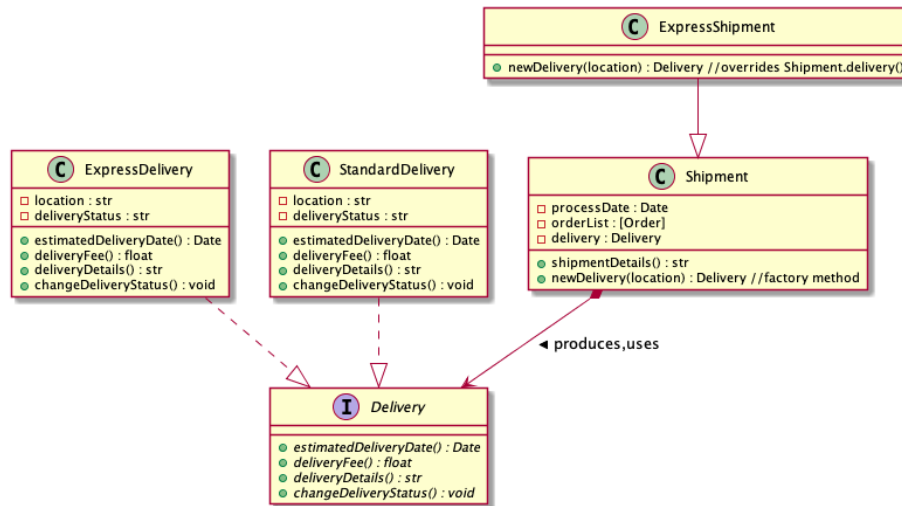 C ExpressShipment
newDelivery(location) : Delivery //overrides Shipment.delivery()
C ExpressDelivery
location : str
deliveryStatus : str
estimatedDeliveryDate() : Date
deliveryFee() : float
deliveryDetails() : str
changeDeliveryStatus() : void
C StandardDelivery
location : str
deliveryStatus : str
estimatedDeliveryDate() : Date
deliveryFee() : float
deliveryDetails() : str
changeDeliveryStatus() : void
C Shipment
processDate : Date
orderList : [Order]
delivery : Delivery
shipmentDetails() : str
newDelivery(location) : Delivery //factory method
produces,uses
I Delivery
estimatedDeliveryDate() : Date
deliveryFee() : float
deliveryDetails() : str
changeDeliveryStatus() : void